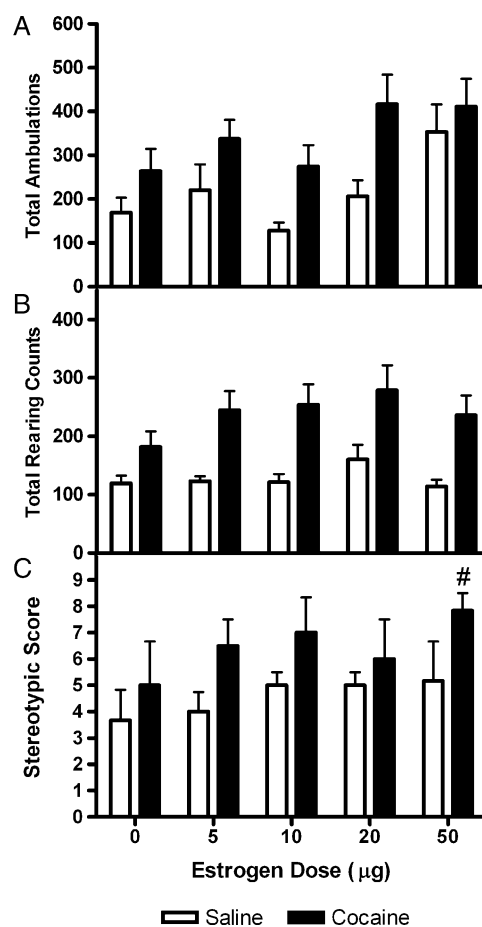 A
600
500
400
300
200
100
0
Total Ambulations
B
400
300
200
100
0
Total Rearing Counts
C
#
9
8
7
6
5
4
3
2
1
0
Stereotypic Score
0 5 10 20 50
Estrogen Dose ( μg)
Saline Cocaine